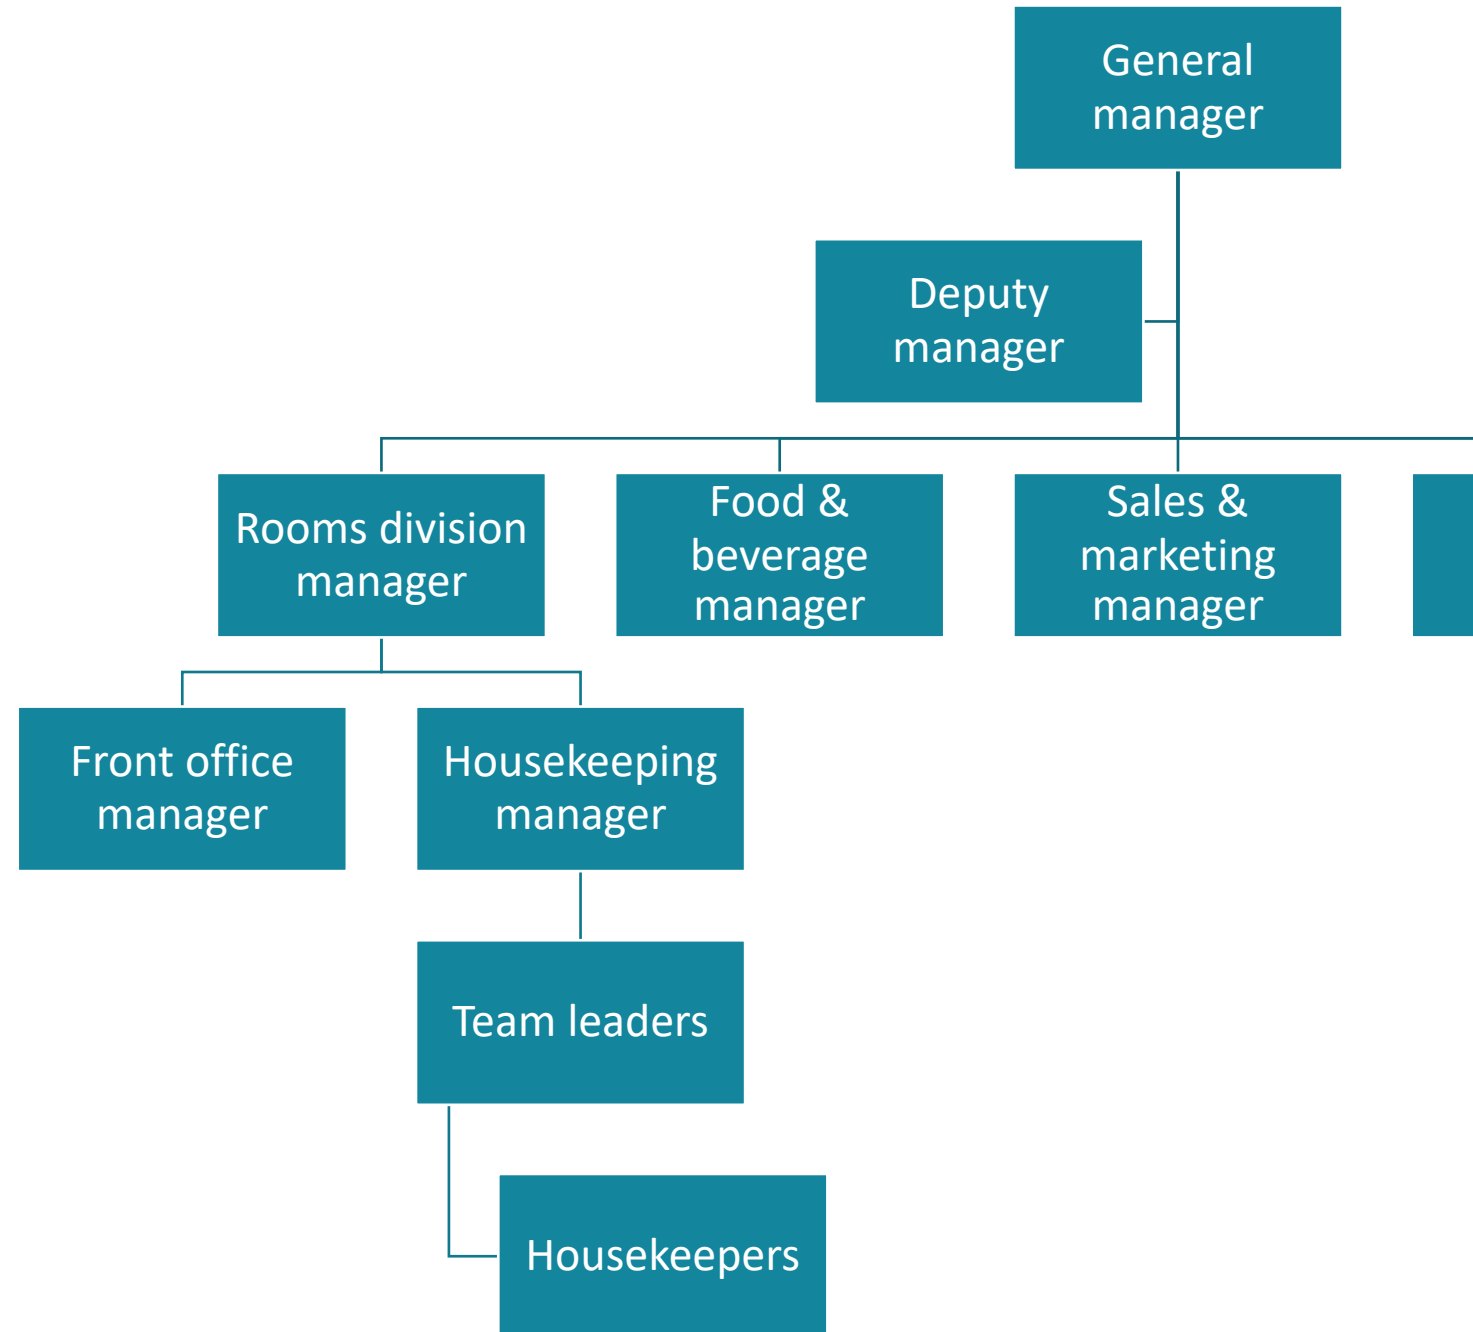 General
manager
Deputy
manager
Rooms division
manager
Food &
beverage
manager
Sales &
marketing
manager
Front office
manager
Housekeeping
manager
Team leaders
Housekeepers